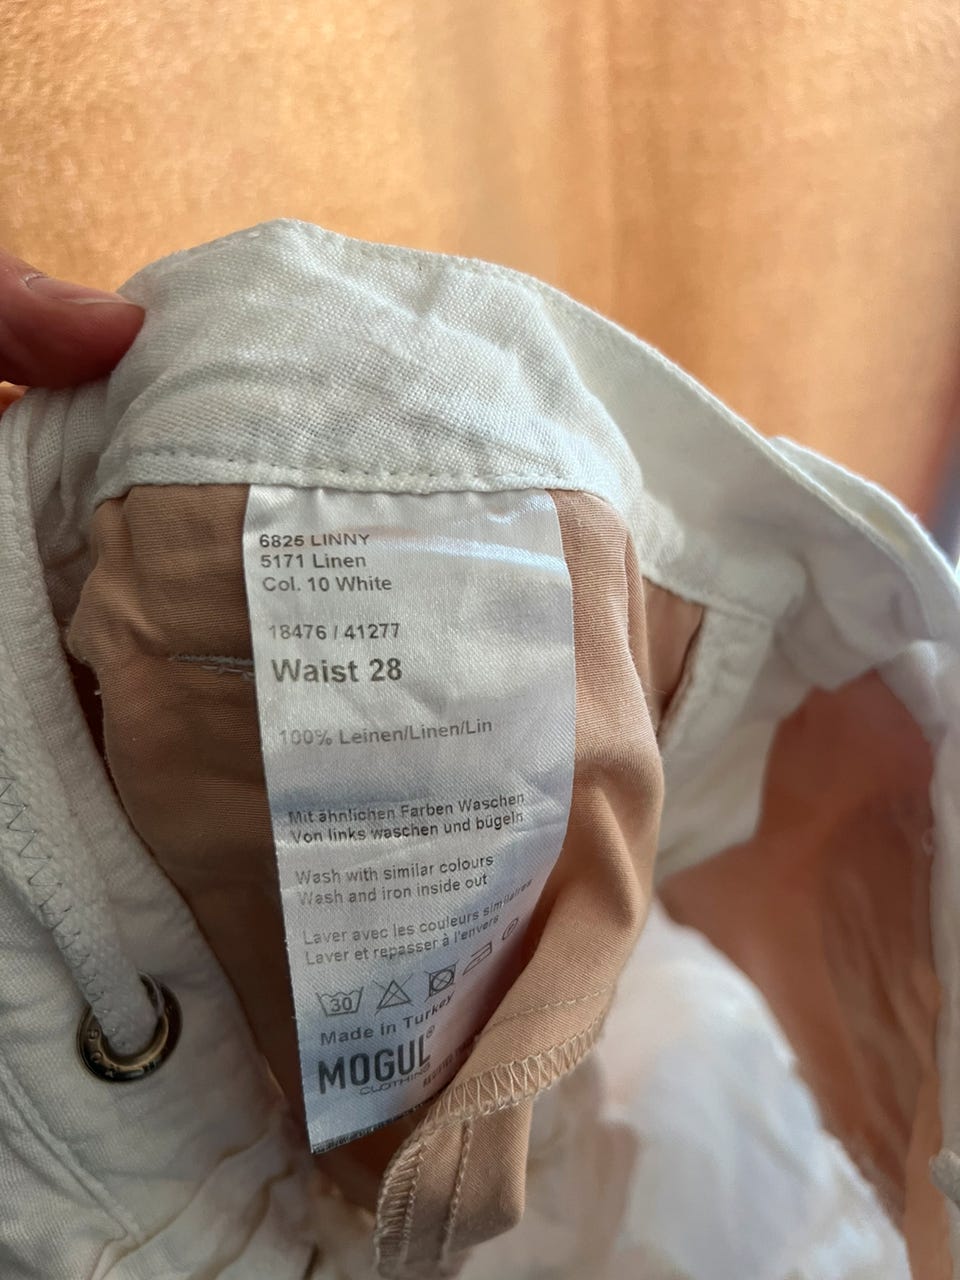 6825 LINNY
5171 Linen
Col. 10 White
18476 / 41277
Waist 28
100% Leinen/Linen/Lin
Mit ähnlichen Farben Waschen
Von links waschen und bügeln
Wash with similar colours
Wash and iron inside out
Laver avec les couleurs similaires
Laver et repasser à l'envers
30
P
Made in Turkey
MOGUL®
CLOTHING